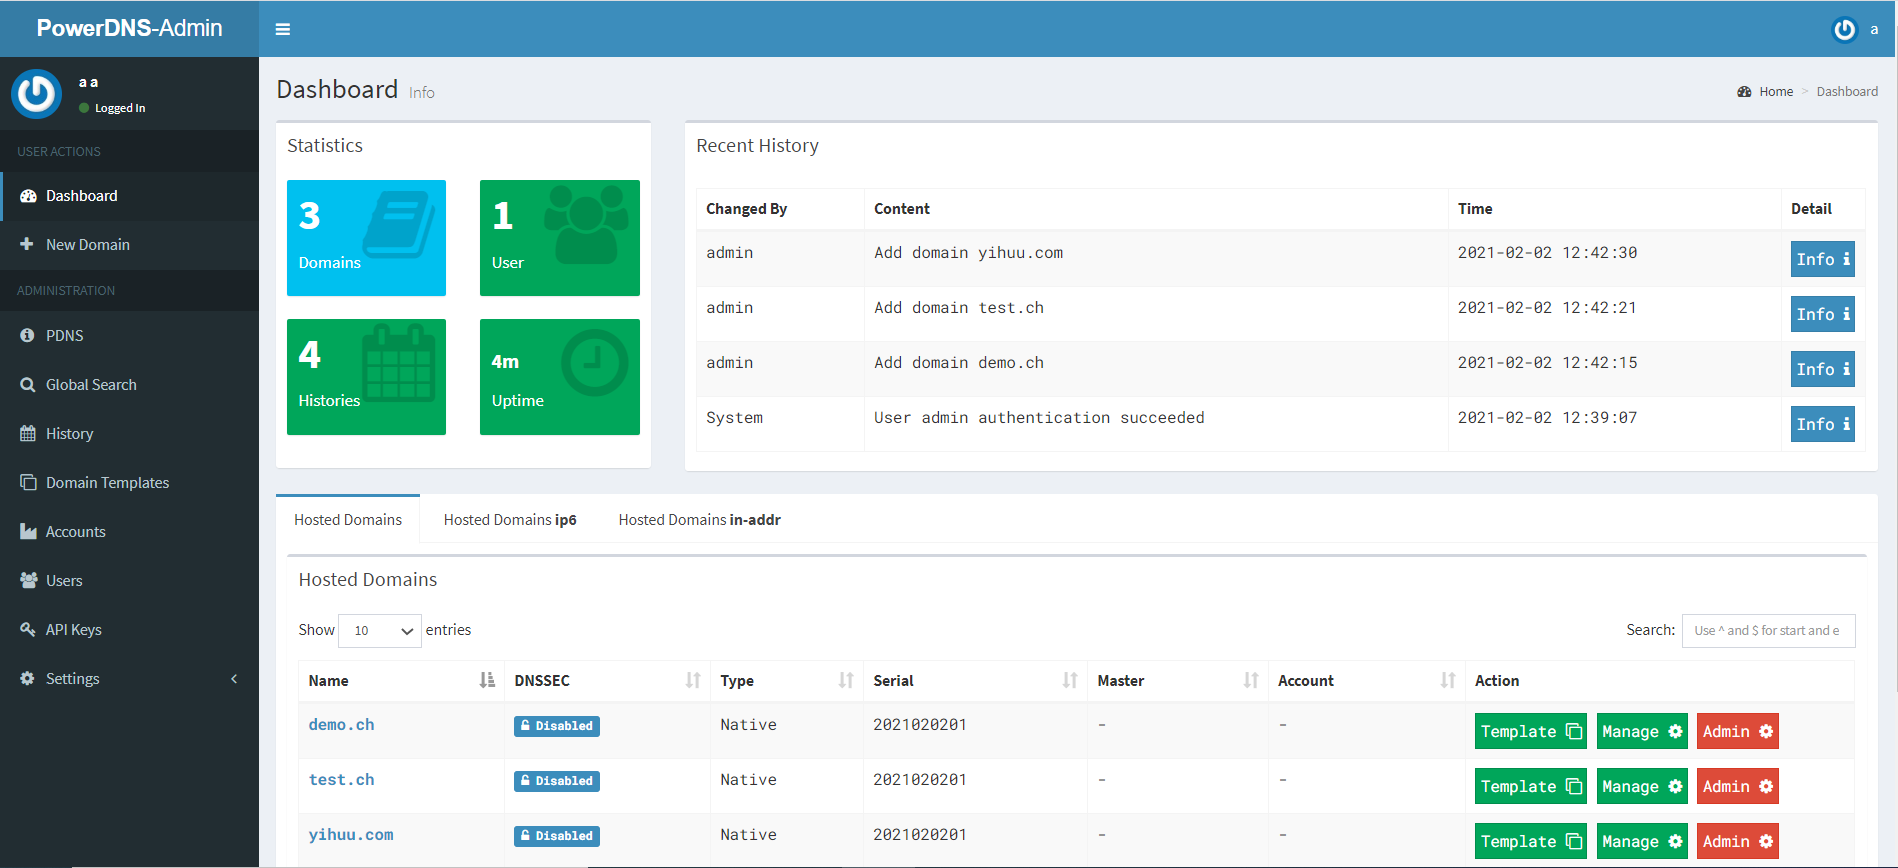 PowerDNS-Admin
a
a a
Logged In
USER ACTIONS
Dashboard
New Domain
ADMINISTRATION
PDNS
Global Search
History
Domain Templates
Accounts
Users
API Keys
Settings
Dashboard Info
Home > Dashboard
Statistics
3
Domains
1
User
4
Histories
4m
Uptime
Recent History
Changed By Content Time Detail
admin Add domain yihuu.com 2021-02-02 12:42:30 Info
admin Add domain test.ch 2021-02-02 12:42:21 Info
admin Add domain demo.ch 2021-02-02 12:42:15 Info
System User admin authentication succeeded 2021-02-02 12:39:07 Info
Hosted Domains Hosted Domains ip6 Hosted Domains in-addr
Hosted Domains
Show 10 entries Search: Use ^ and $ for start and e
Name DNSSEC Type Serial Master Account Action
demo.ch Disabled Native 2021020201 - - Template Manage Admin
test.ch Disabled Native 2021020201 - - Template Manage Admin
yihuu.com Disabled Native 2021020201 - - Template Manage Admin